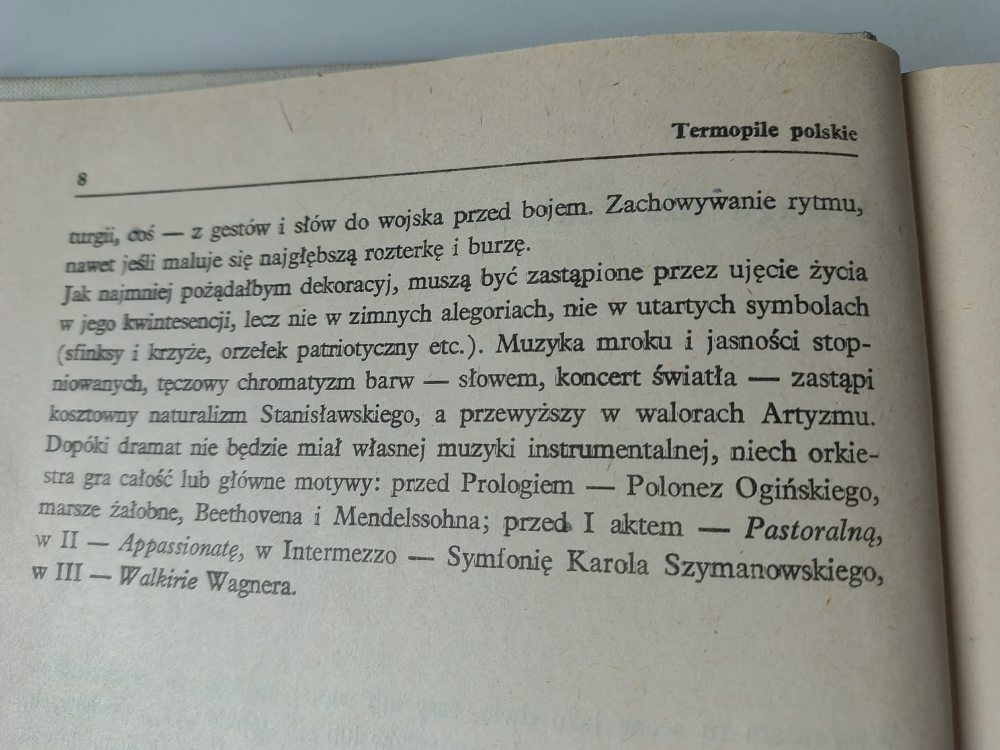 Termopile polskie
8
turgii, coś — z gestów i słów do wojska przed bojem. Zachowywanie rytmu,
nawet jeśli maluje się najgłębszą rozterkę i burzę.
Jak najmniej pożądałbym dekoracyj, muszą być zastąpione przez ujęcie życia
w jego kwintesencji, lecz nie w zimnych alegoriach, nie w utartych symbolach
(sfinksy i krzyże, orzełek patriotyczny etc.). Muzyka mroku i jasności stop-
niowanych, tęczowy chromatyzm barw — słowem, koncert światła — zastąpi
kosztowny naturalizm Stanisławskiego, a przewyższy w walorach Artyzmu.
Dopóki dramat nie będzie miał własnej muzyki instrumentalnej, niech orkie-
stra gra całość lub główne motywy: przed Prologiem — Polonez Ogińskiego,
marsze żałobne, Beethovena i Mendelssohna; przed I aktem — Pastoralną,
w II — Appassionatę, w Intermezzo — Symfonię Karola Szymanowskiego,
w III — Walkirie Wagnera.